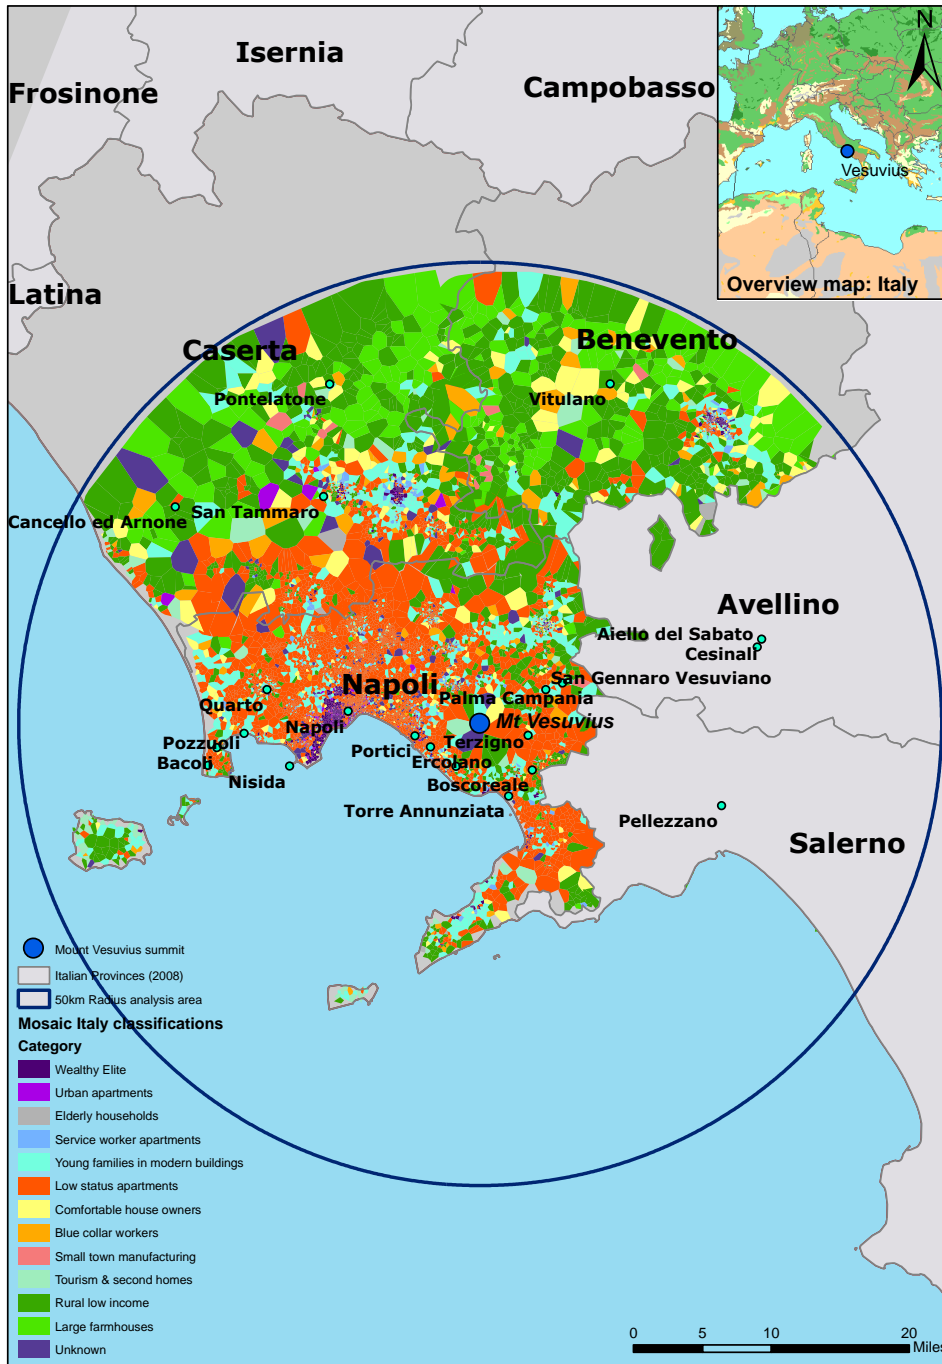 Isernia
Frosinone
Campobasso
N
Vesuvius
Overview map: Italy
Latina
Caserta
Benevento
Pontelatone
Vitulano
Cancello ed Arnone
San Tammaro
Avellino
Aiello del Sabato
Cesinali
San Gennaro Vesuviano
Napoli
Palma Campania
Quarto
Napoli
Mt Vesuvius
Pozzuoli
Portici
Terzigno
Bacoli
Ercolano
Nisida
Boscoreale
Torre Annunziata
Pellezzano
Salerno
Mount Vesuvius summit
Italian Provinces (2008)
50km Radius analysis area
Mosaic Italy classifications
Category
Wealthy Elite
Urban apartments
Elderly households
Service worker apartments
Young families in modern buildings
Low status apartments
Comfortable house owners
Blue collar workers
Small town manufacturing
Tourism & second homes
Rural low income
Large farmhouses
Unknown
0 5 10 20
Miles